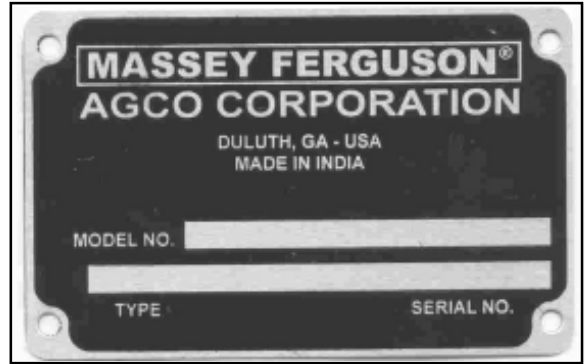 MASSEY FERGUSON®
AGCO CORPORATION
DULUTH, GA - USA
MADE IN INDIA
MODEL NO.
TYPE SERIAL NO.